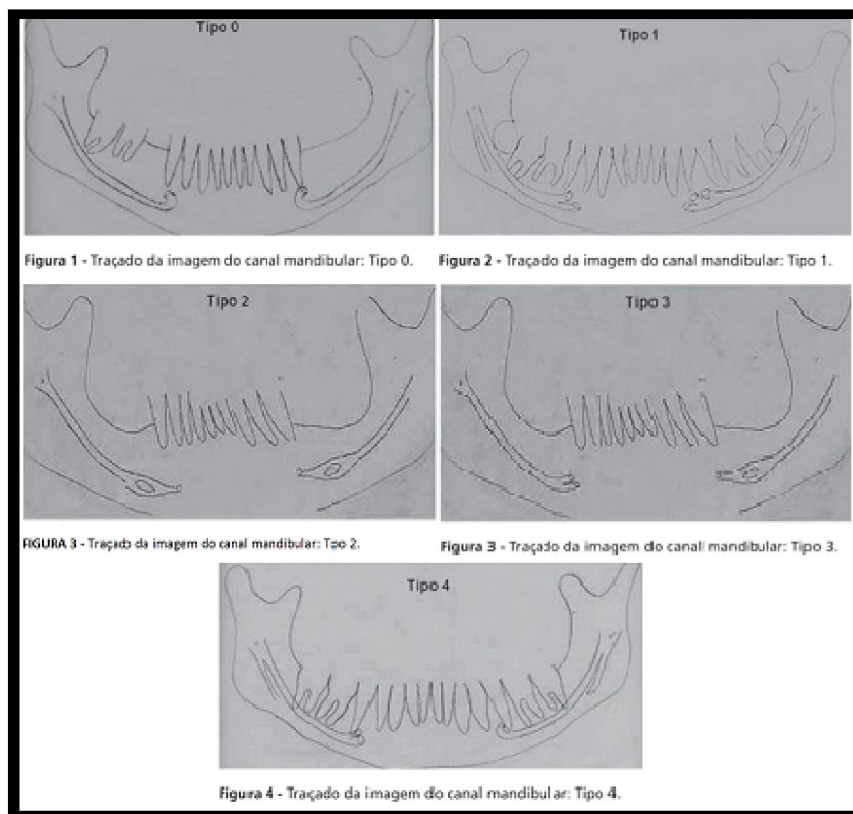 Tipo 0
Tipo 1
Figura 1 - Traçado da imagem do canal mandibular: Tipo 0.
Figura 2 - Traçado da imagem do canal mandibular: Tipo 1.
Tipo 2
Tipo 3
FIGURA 3 - Traçado da imagem do canal mandibular: Tipo 2.
Figura 3 - Traçado da imagem do canal mandibular: Tipo 3.
Tipo 4
Figura 4 - Traçado da imagem do canal mandibular: Tipo 4.